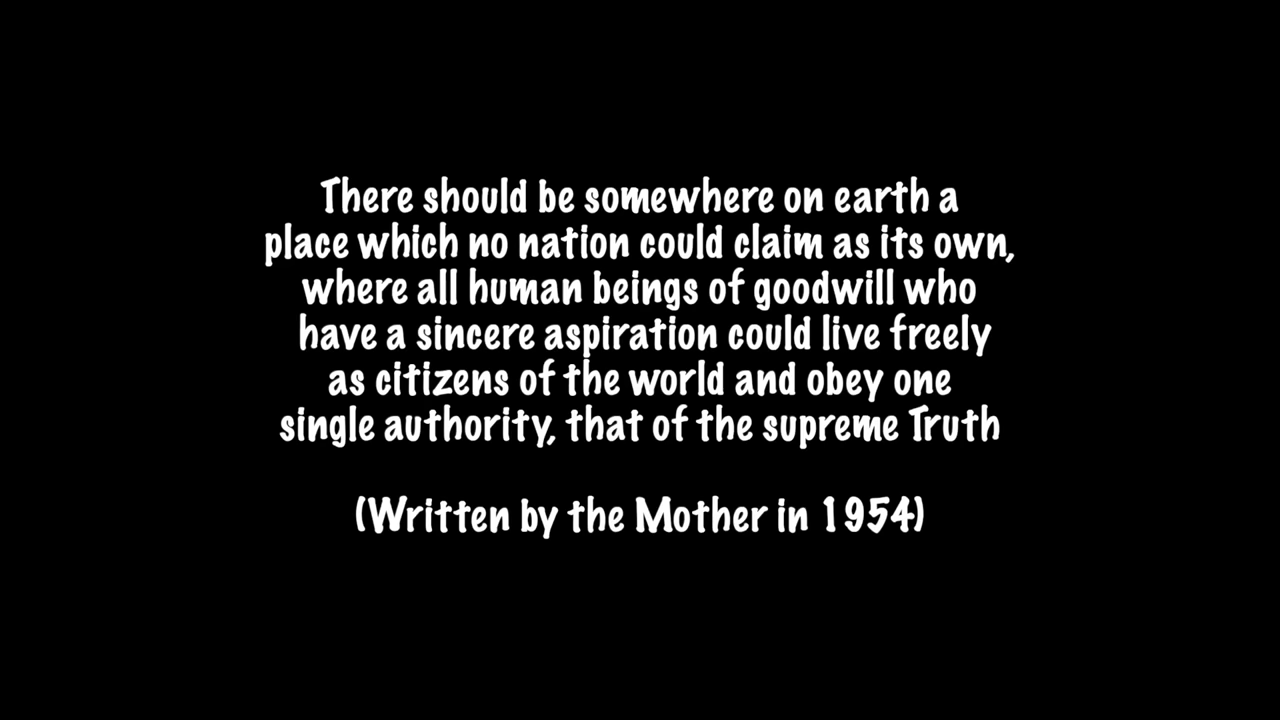 There should be somewhere on earth a
place which no nation could claim as its own,
where all human beings of goodwill who
have a sincere aspiration could live freely
as citizens of the world and obey one
single authority, that of the supreme Truth
(Written by the Mother in 1954)